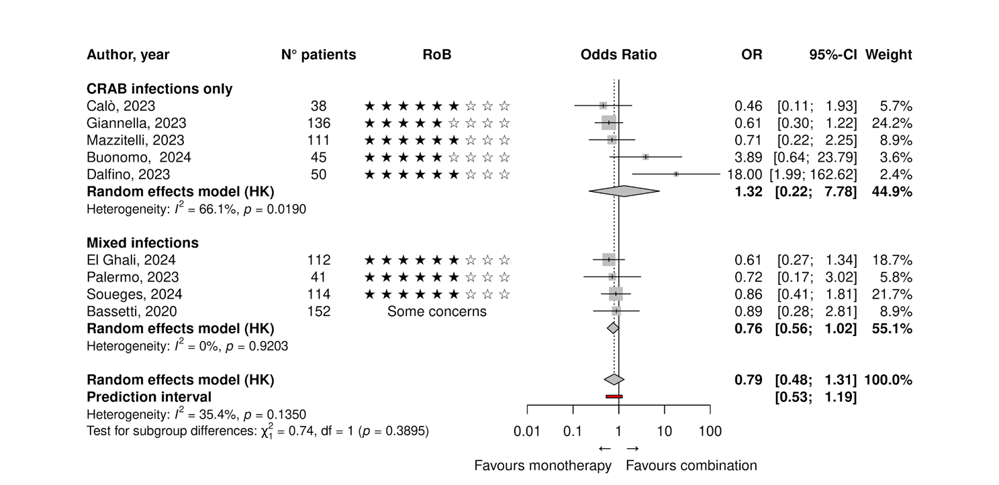 Author, year N° patients RoB Odds Ratio OR 95%-CI Weight
CRAB infections only
Calò, 2023 38 ★ ★ ★ ★ ★ ★ ☆ ☆ ☆ 0.46 [0.11; 1.93] 5.7%
Giannella, 2023 136 ★ ★ ★ ★ ★ ☆ ☆ ☆ ☆ 0.61 [0.30; 1.22] 24.2%
Mazzitelli, 2023 111 ★ ★ ★ ★ ★ ★ ☆ ☆ ☆ 0.71 [0.22; 2.25] 8.9%
Buonomo, 2024 45 ★ ★ ★ ★ ★ ☆ ☆ ☆ ☆ 3.89 [0.64; 23.79] 3.6%
Dalfino, 2023 50 ★ ★ ★ ★ ★ ★ ☆ ☆ ☆ 18.00 [1.99; 162.62] 2.4%
Random effects model (HK) 1.32 [0.22; 7.78] 44.9%
Heterogeneity: I² = 66.1%, p = 0.0190
Mixed infections
El Ghali, 2024 112 ★ ★ ★ ★ ★ ★ ☆ ☆ ☆ 0.61 [0.27; 1.34] 18.7%
Palermo, 2023 41 ★ ★ ★ ★ ★ ★ ☆ ☆ ☆ 0.72 [0.17; 3.02] 5.8%
Soueges, 2024 114 ★ ★ ★ ★ ★ ★ ☆ ☆ ☆ 0.86 [0.41; 1.81] 21.7%
Bassetti, 2020 152 Some concerns 0.89 [0.28; 2.81] 8.9%
Random effects model (HK) 0.76 [0.56; 1.02] 55.1%
Heterogeneity: I² = 0%, p = 0.9203
Random effects model (HK) 0.79 [0.48; 1.31] 100.0%
Prediction interval [0.53; 1.19]
Heterogeneity: I² = 35.4%, p = 0.1350
Test for subgroup differences: χ²₁ = 0.74, df = 1 (p = 0.3895)
0.01 0.1 1 10 100
← →
Favours monotherapy Favours combination